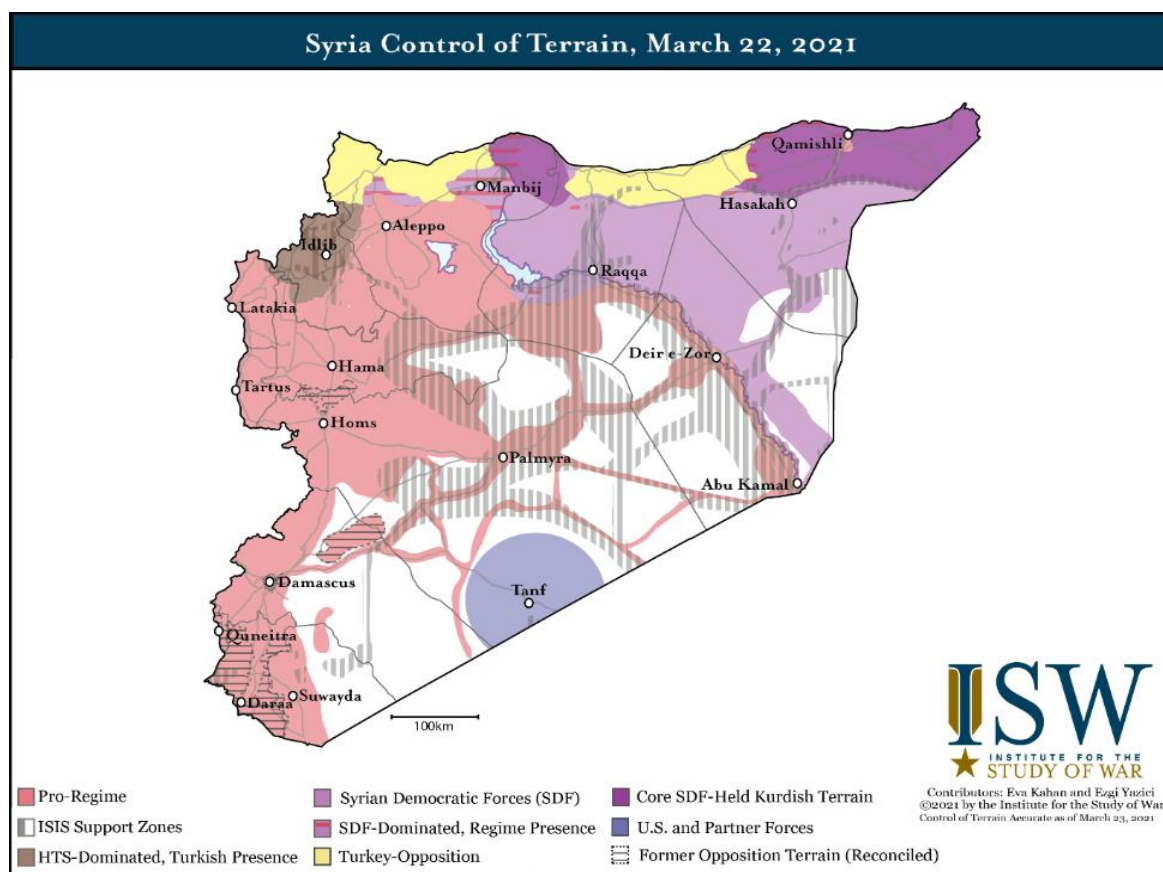 Syria Control of Terrain, March 22, 2021
Qamishli
Manbij
Hasakah
Aleppo
Idlib
Raqqa
Latakia
Deir e-Zor
Hama
Tartus
Homs
Palmyra
Abu Kamal
Damascus
Tanf
Quneitra
Suwayda
Daraa
100km
ISW
INSTITUTE FOR THE
STUDY OF WAR
Contributors: Eva Kahan and Ezgi Yazici
©2021 by the Institute for the Study of War
Control of Terrain Accurate as of March 23, 2021
Pro-Regime
Syrian Democratic Forces (SDF)
Core SDF-Held Kurdish Terrain
ISIS Support Zones
SDF-Dominated, Regime Presence
U.S. and Partner Forces
HTS-Dominated, Turkish Presence
Turkey-Opposition
Former Opposition Terrain (Reconciled)